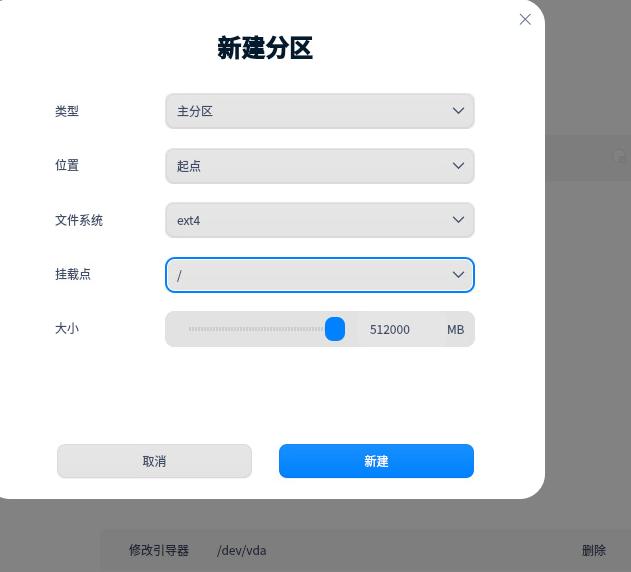 新建分区
类型 主分区
位置 起点
文件系统 ext4
挂载点 /
大小 512000 MB
取消 新建
修改引导器 /dev/vda 删除